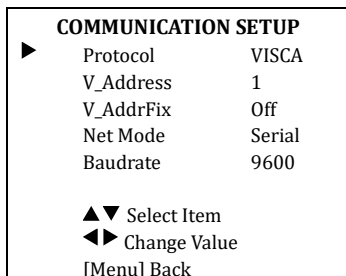 COMMUNICATION SETUP
▶ Protocol VISCA
V_Address 1
V_AddrFix Off
Net Mode Serial
Baudrate 9600
▲▼ Select Item
◀▶ Change Value
[Menu] Back